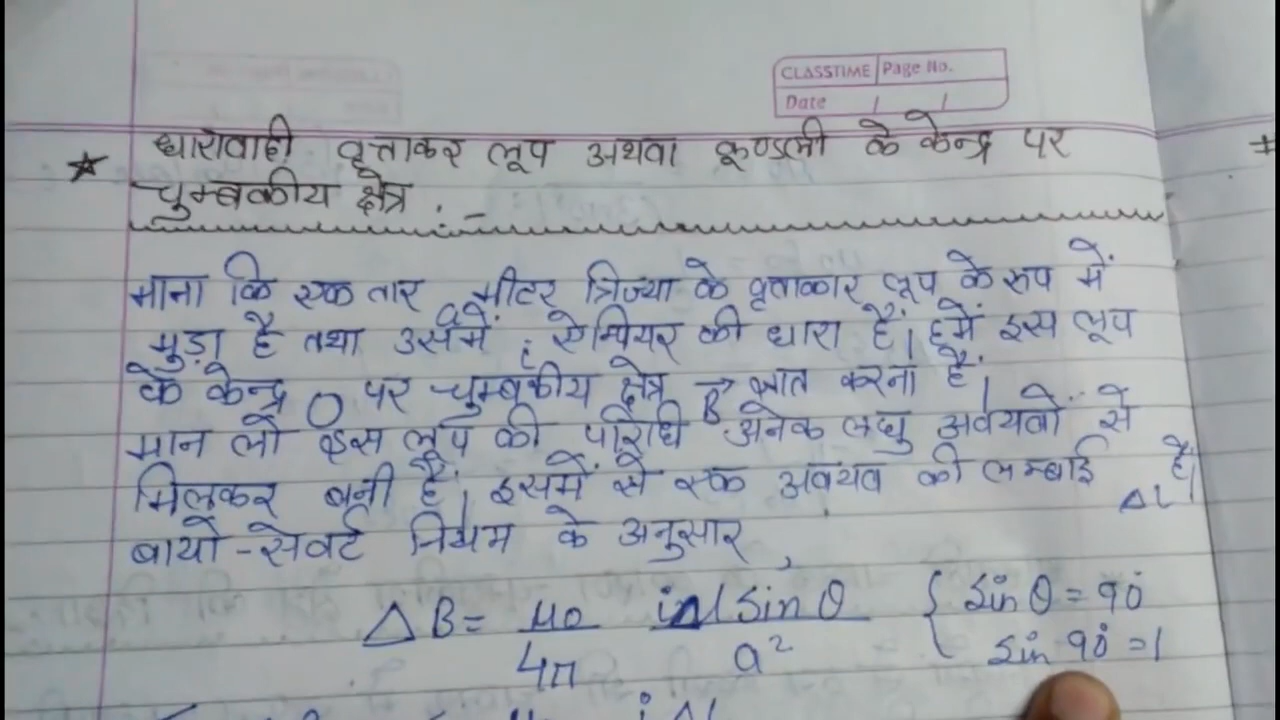 CLASSTIME Page No.
Date / /
धारावाही वृत्ताकर लूप अथवा कुण्डली के केन्द्र पर
चुम्बकीय क्षेत्र :-
माना कि एक तार a मीटर त्रिज्या के वृत्ताकार लूप के रुप में
मुड़ा है तथा उसमें i ऐम्पियर की धारा हैं। हमें इस लूप
के केन्द्र O पर चुम्बकीय क्षेत्र B→ ज्ञात करना है।
मान लो इस लूप की परिधि अनेक लघु अवयवों से
मिलकर बनी हैं। इसमें से एक अवयव की लम्बाई ΔL है।
बायो-सेवर्ट नियम के अनुसार,
ΔB = μ0/4π iΔl sin θ/a² { sin θ = 90°
sin 90° = 1
i Δl